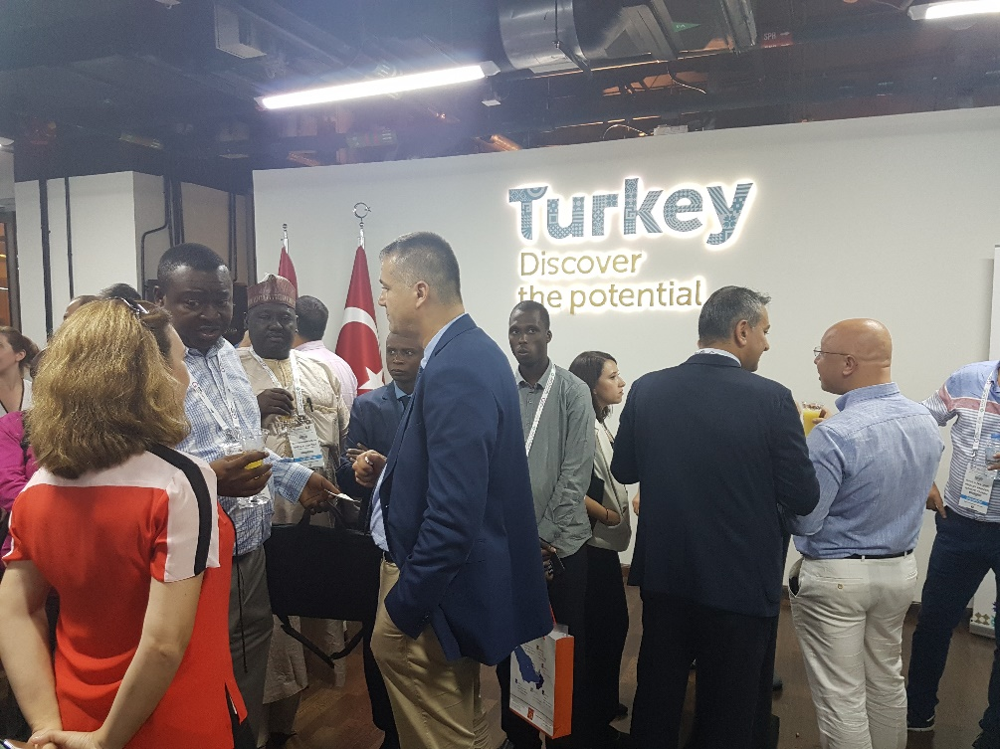 Turkey
Discover
the potential